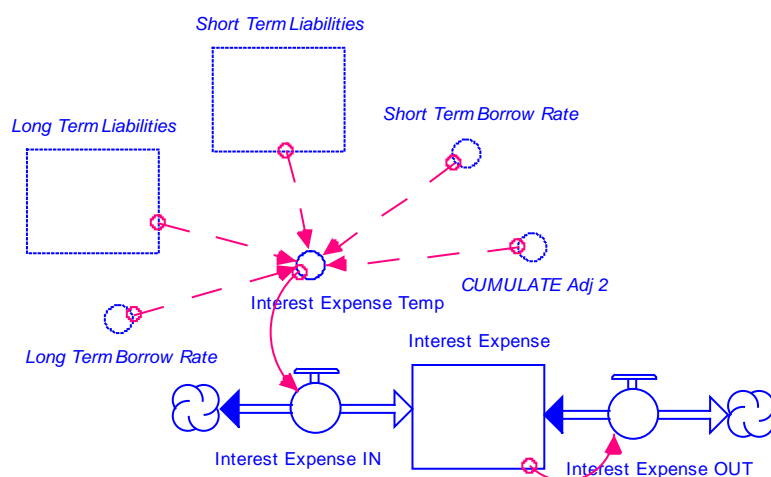 Short Term Liabilities
Long Term Liabilities
Short Term Borrow Rate
CUMULATE Adj 2
Interest Expense Temp
Long Term Borrow Rate
Interest Expense
Interest Expense IN
Interest Expense OUT